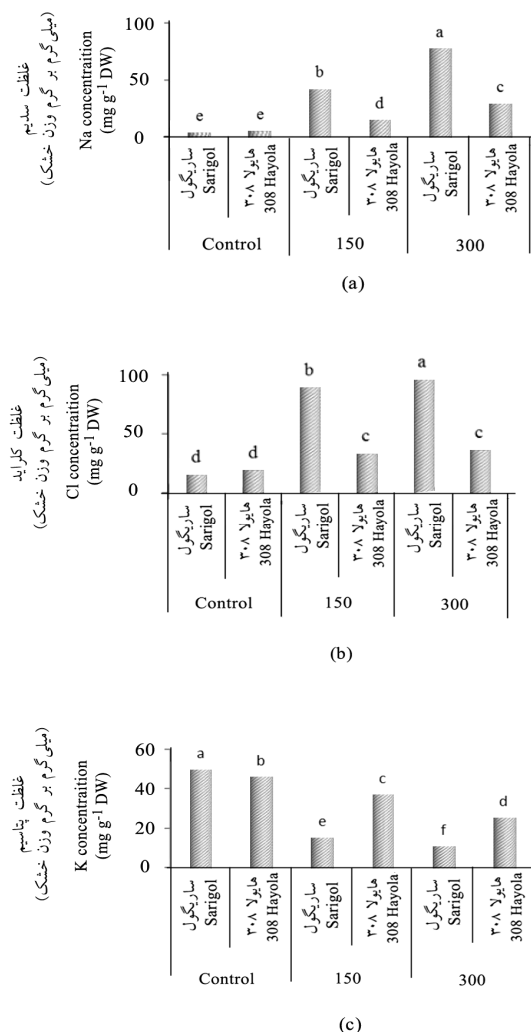 غلظت سدیم
(میلی‌گرم بر گرم وزن خشک)
Na concentraition
(mg g-1 DW)
100
50
0
e
e
b
d
a
c
ساریگول
Sarigol
هایولا ۳۰۸
308 Hayola
ساریگول
Sarigol
هایولا ۳۰۸
308 Hayola
ساریگول
Sarigol
هایولا ۳۰۸
308 Hayola
Control
150
300
(a)
غلظت کلراید
(میلی‌گرم بر گرم وزن خشک)
Cl concentraition
(mg g-1 DW)
100
50
0
d
d
b
c
a
c
ساریگول
Sarigol
هایولا ۳۰۸
308 Hayola
ساریگول
Sarigol
هایولا ۳۰۸
308 Hayola
ساریگول
Sarigol
هایولا ۳۰۸
308 Hayola
Control
150
300
(b)
غلظت پتاسیم
(میلی‌گرم بر گرم وزن خشک)
K concentraition
(mg g-1 DW)
60
40
20
0
a
b
e
c
f
d
ساریگول
Sarigol
هایولا ۳۰۸
308 Hayola
ساریگول
Sarigol
هایولا ۳۰۸
308 Hayola
ساریگول
Sarigol
هایولا ۳۰۸
308 Hayola
Control
150
300
(c)